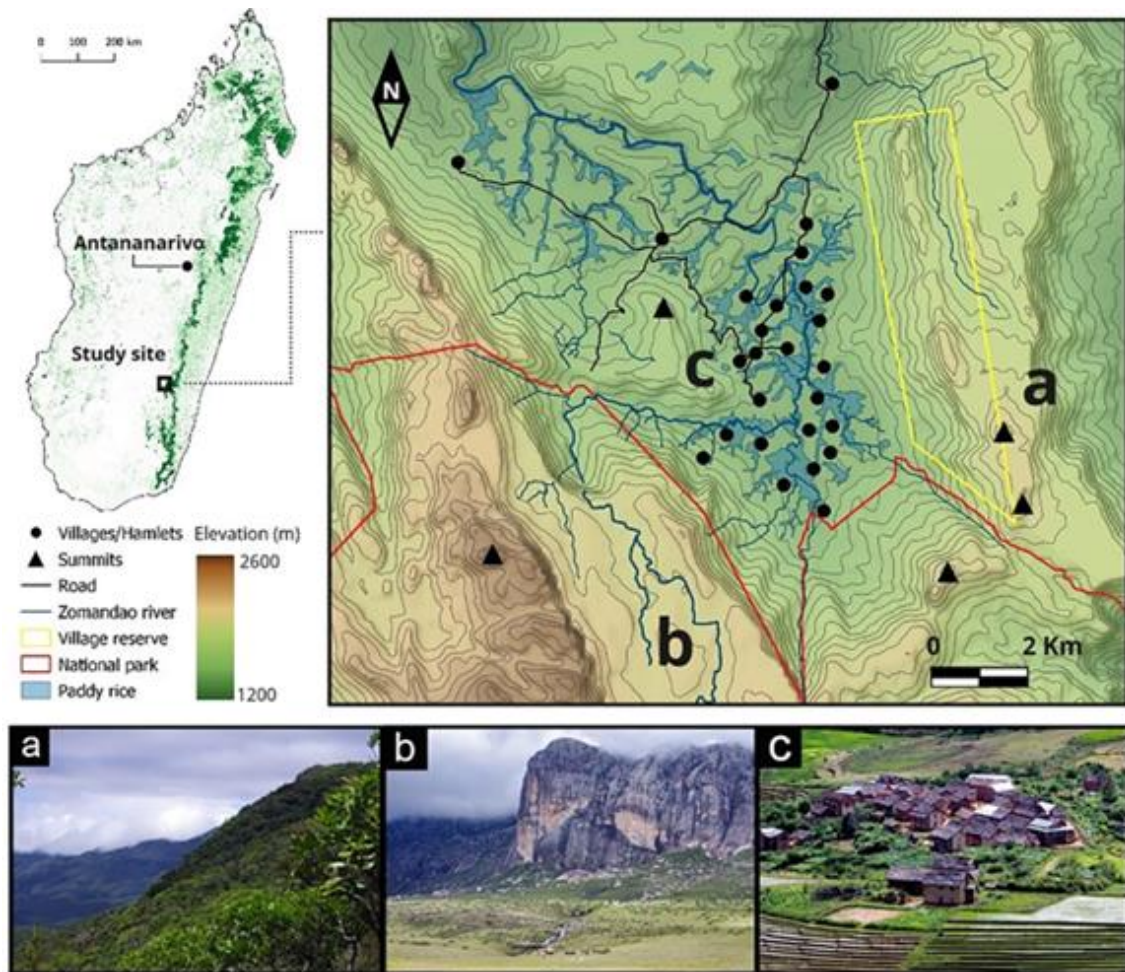 0 100 200 km
Antananarivo
Study site
Villages/Hamlets
Summits
Road
Zomandao river
Village reserve
National park
Paddy rice
Elevation (m)
2600
1200
N
a
b
c
0 2 Km
a
b
c